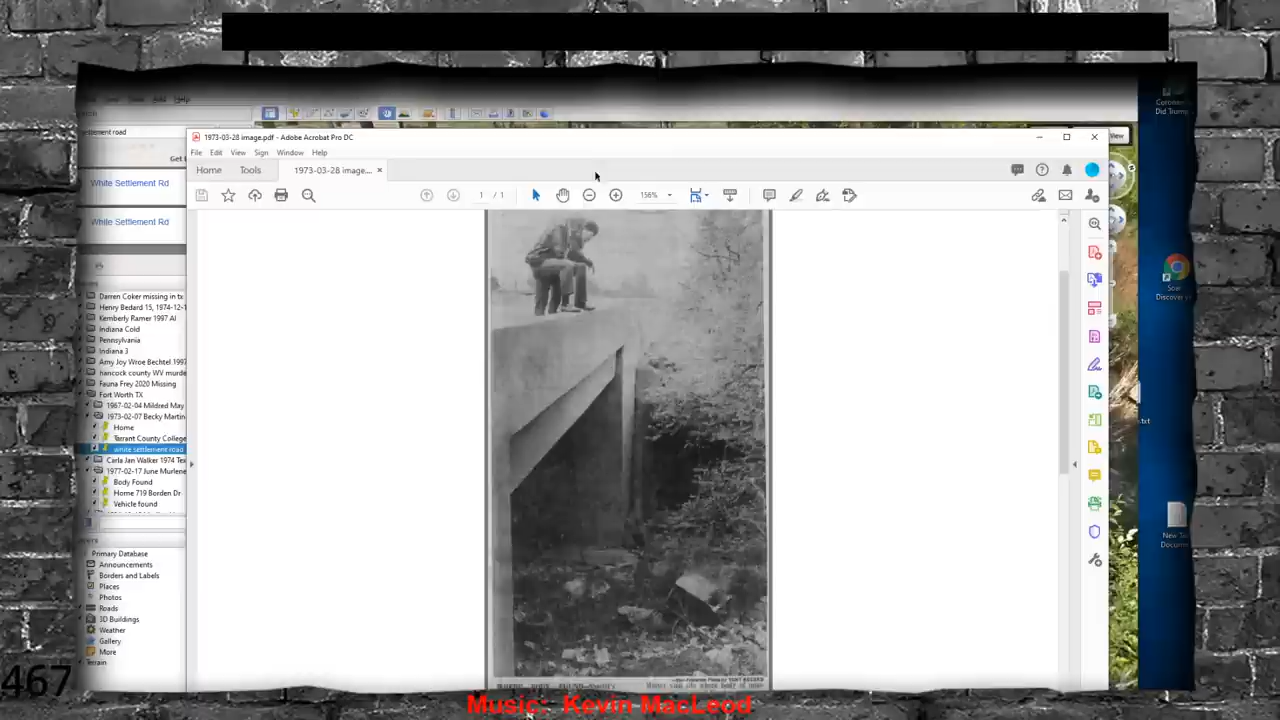 1973-03-28 image.pdf - Adobe Acrobat Pro DC
File Edit View Sign Window Help
Home Tools 1973-03-28 image...
1 / 1 156%
Help
View
White Settlement Rd
White Settlement Rd
Darren Coker missing in tx
Henry Bedard 15, 1974-12-1
Kemberly Ramer 1997 Al
Indiana Cold
Pennsylvania
Indiana 3
Amy Joy Wroe Bechtel 1997
hancock county WV murde
Fauna Frey 2020 Missing
Fort Worth TX
1967-02-04 Mildred May
1973-02-07 Becky Martin
Home
Tarrant County College
white settlement road
Carla Jan Walker 1974 Tex
1977-02-17 June Murlene
Body Found
Home 719 Borden Dr
Vehicle found
Primary Database
Announcements
Borders and Labels
Places
Photos
Roads
3D Buildings
Weather
Gallery
More
Terrain
Did Trump
.txt
467
Music: Kevin MacLeod